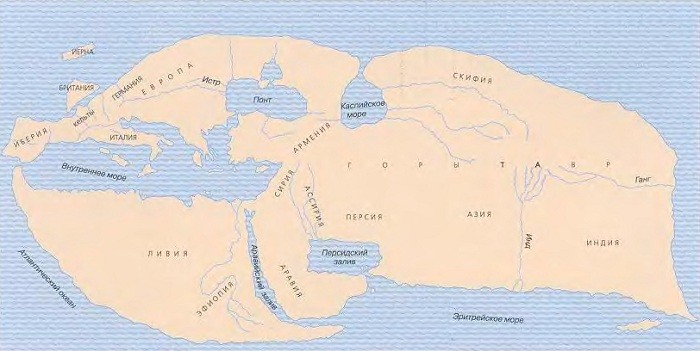 ЙЕРНА
БРИТАНИЯ
ГЕРМАНИЯ
ЕВРОПА
Истр
кельты
ИБЕРИЯ
ИТАЛИЯ
Понт
Каспийское
море
СКИФИЯ
АРМЕНИЯ
Внутреннее море
ГОРЫ ТАВР
Ганг
СИРИЯ
АССИРИЯ
ПЕРСИЯ
АЗИЯ
Инд
ИНДИЯ
ЛИВИЯ
Персидский
залив
Аравийский залив
АРАВИЯ
ЭФИОПИЯ
Атлантический океан
Эритрейское море